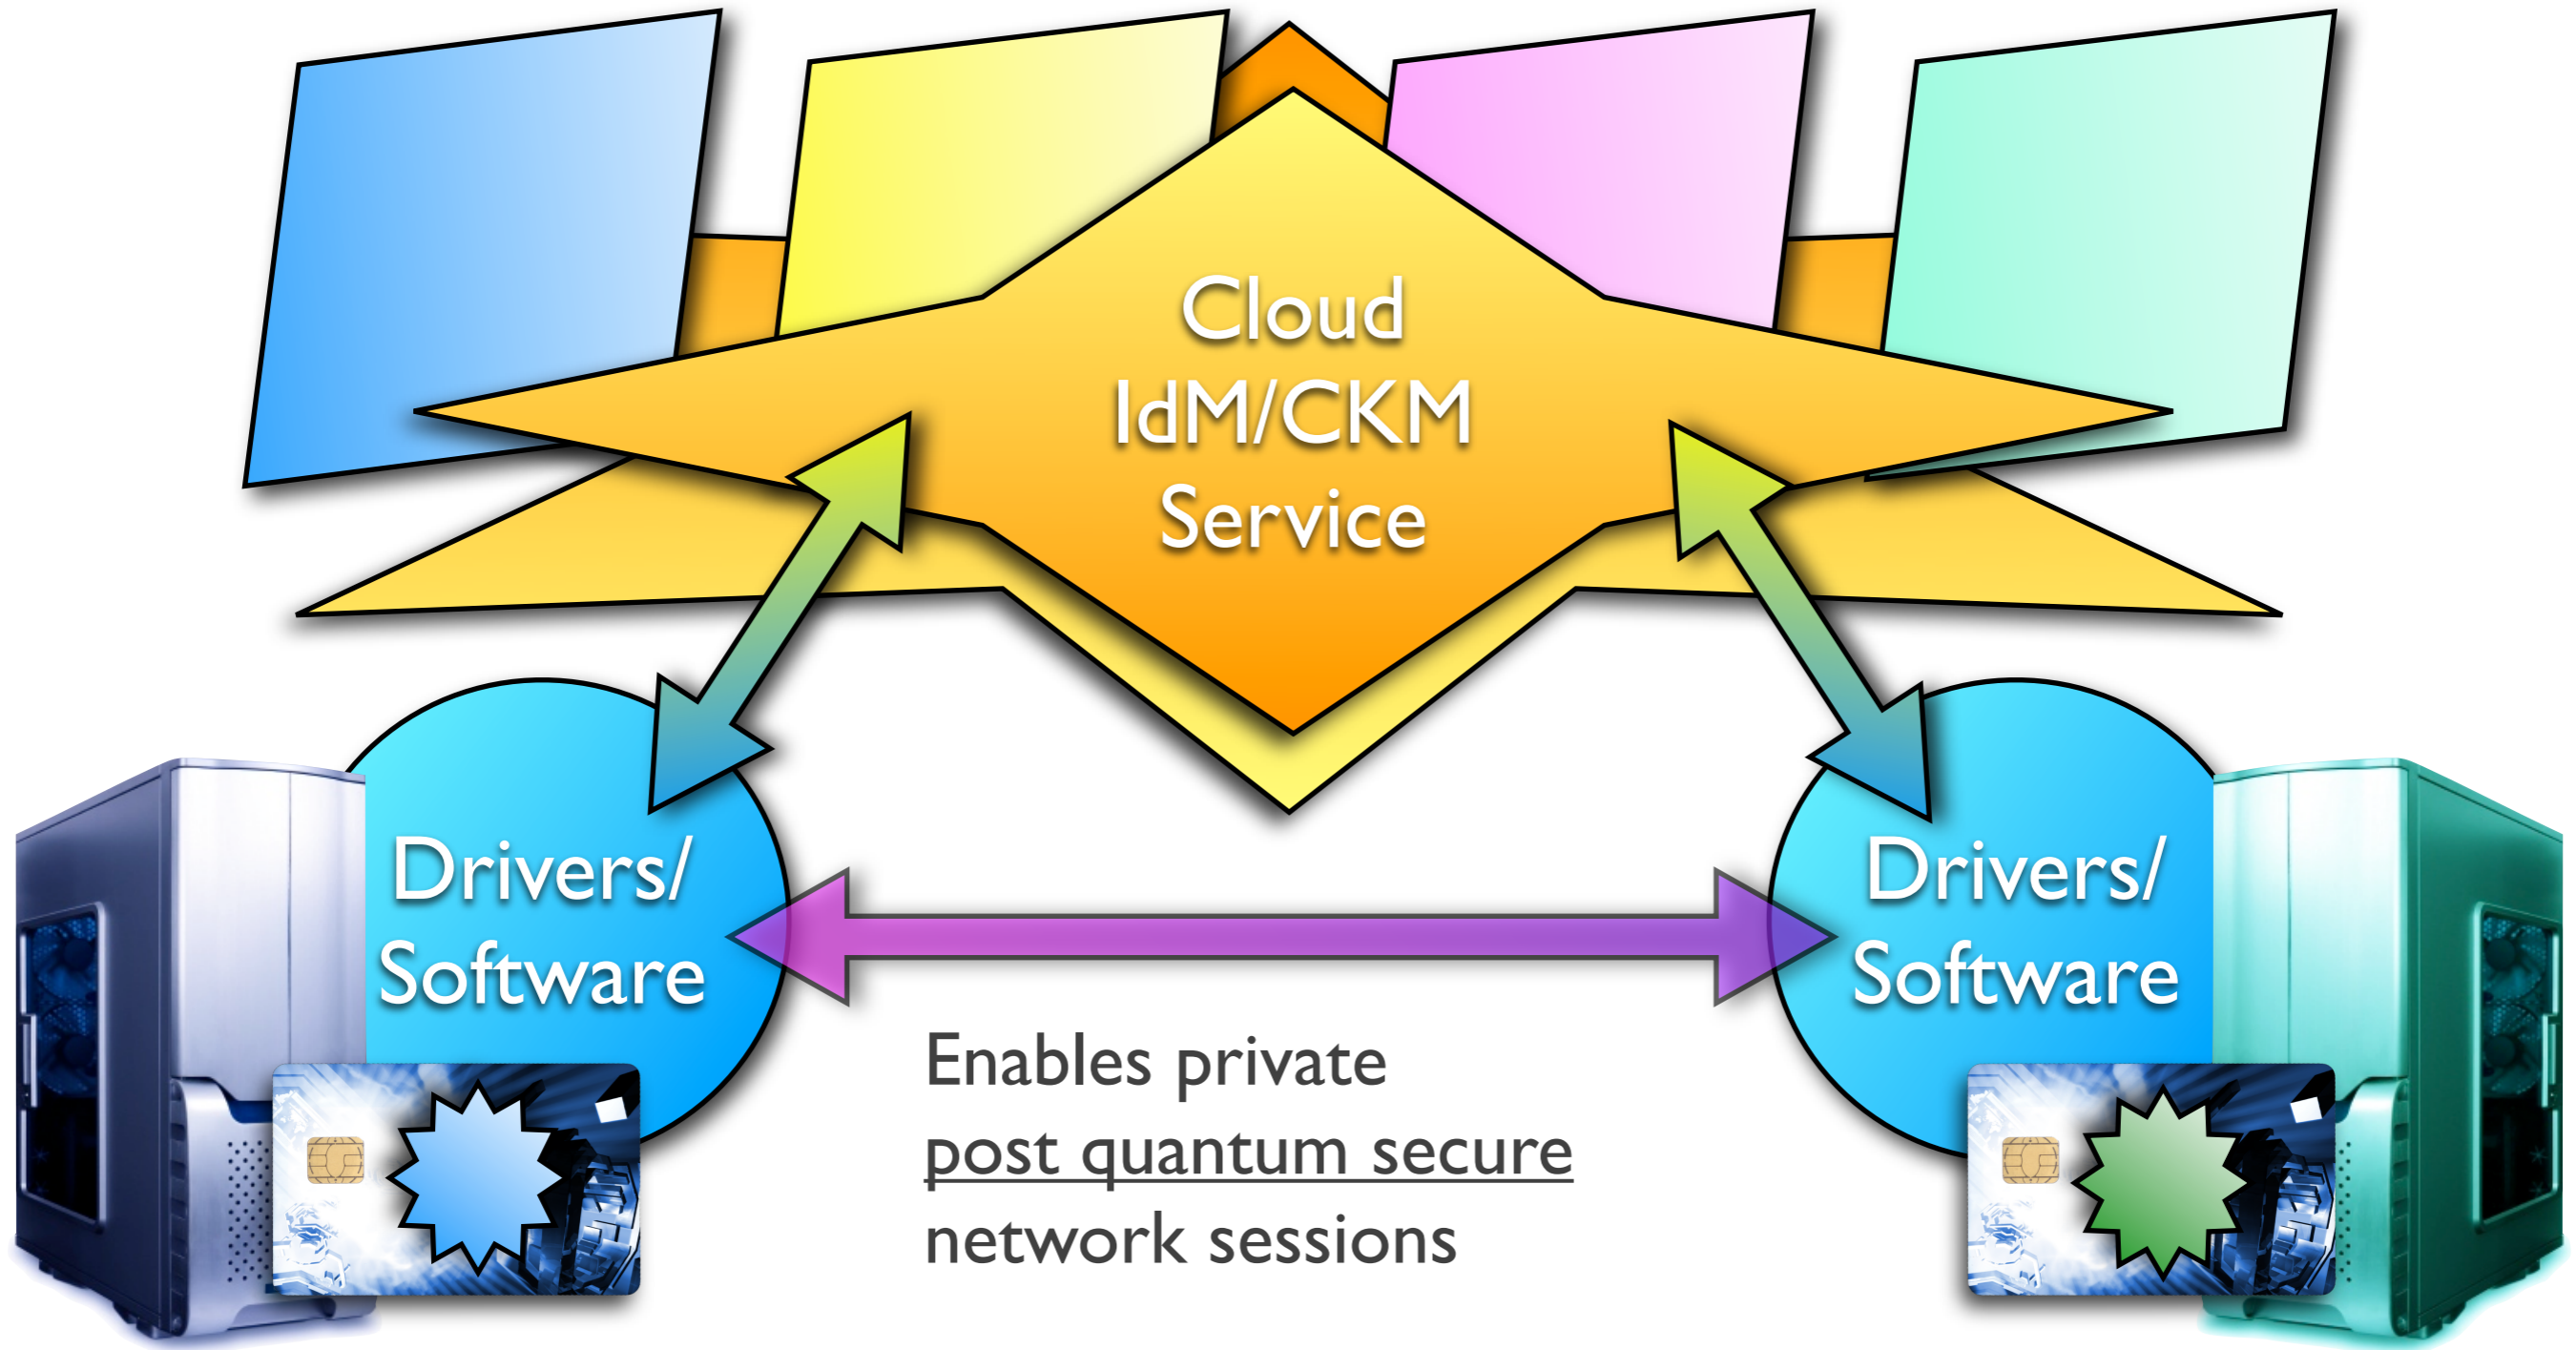 Cloud
IdM/CKM
Service
Drivers/
Software
Drivers/
Software
Enables private
post quantum secure
network sessions